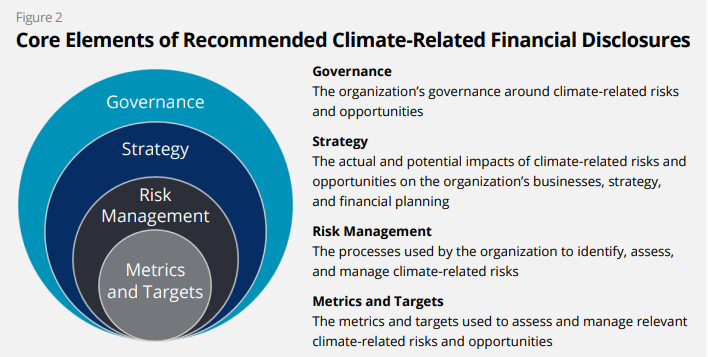 Figure 2
Core Elements of Recommended Climate-Related Financial Disclosures
Governance
Strategy
Risk
Management
Metrics
and Targets
Governance
The organization’s governance around climate-related risks
and opportunities
Strategy
The actual and potential impacts of climate-related risks and
opportunities on the organization’s businesses, strategy,
and financial planning
Risk Management
The processes used by the organization to identify, assess,
and manage climate-related risks
Metrics and Targets
The metrics and targets used to assess and manage relevant
climate-related risks and opportunities